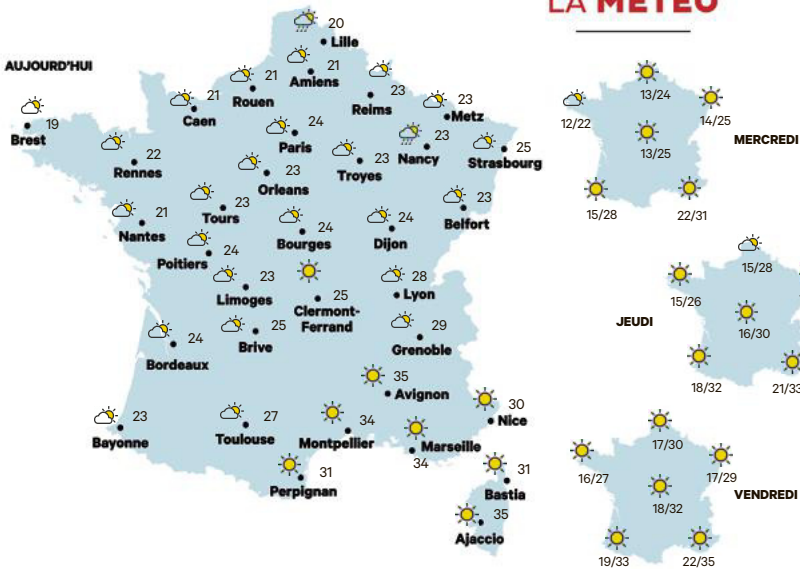 LA MÉTÉO
AUJOURD'HUI
20
Lille
21
Amiens
21
Rouen
21
Caen
23
Reims
23
Metz
19
Brest
24
Paris
23
Nancy
25
Strasbourg
22
Rennes
23
Troyes
23
Orleans
23
Tours
23
Belfort
21
Nantes
24
Bourges
24
Dijon
24
Poitiers
23
Limoges
25
Clermont-
Ferrand
28
Lyon
24
Bordeaux
25
Brive
29
Grenoble
35
Avignon
23
Bayonne
27
Toulouse
34
Montpellier
34
Marseille
30
Nice
31
Perpignan
31
Bastia
35
Ajaccio
13/24
12/22
14/25
13/25
MERCREDI
15/28
22/31
15/28
15/26
16/30
JEUDI
18/32
21/33
17/30
16/27
17/29
18/32
VENDREDI
19/33
22/35